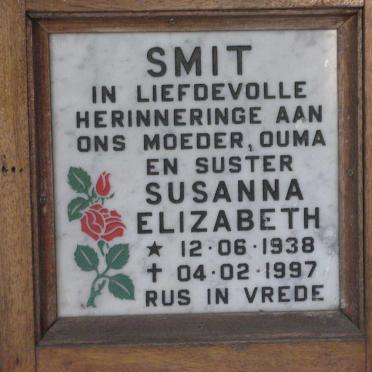 SMIT
IN LIEFDEVOLLE
HERINNERINGE AAN
ONS MOEDER, OUMA
EN SUSTER
SUSANNA
ELIZABETH
★ 12·06·1938
✝ 04·02·1997
RUS IN VREDE